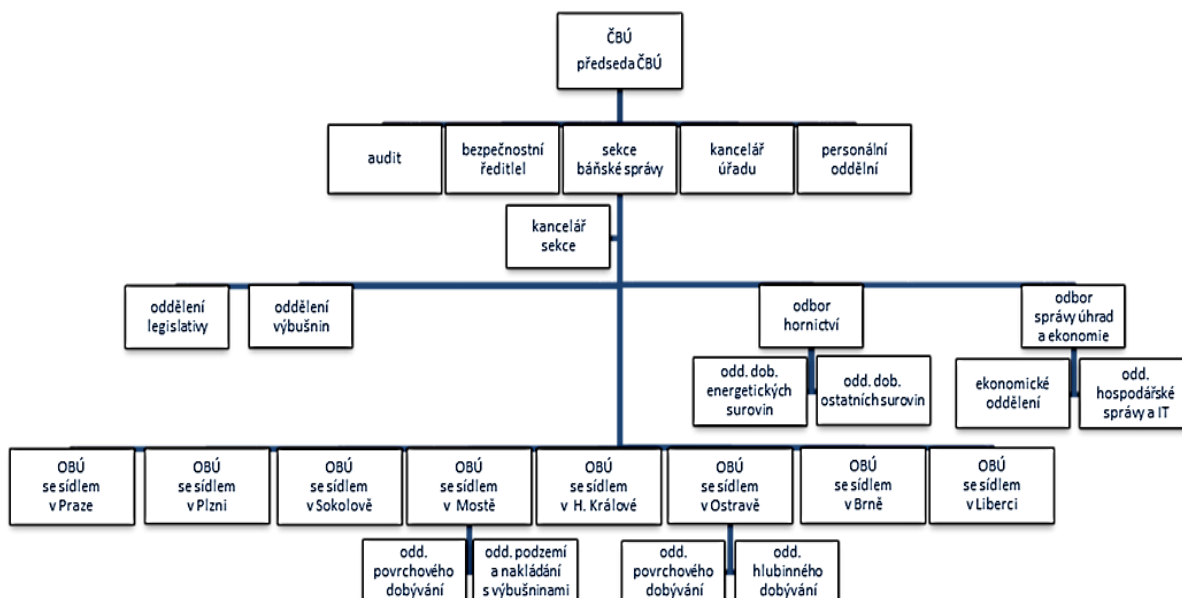 ČBÚ
předseda ČBÚ
audit
bezpečnostní
ředitlel
sekce
báňské správy
kancelář
úřadu
personální
oddělní
kancelář
sekce
oddělení
legislativy
oddělení
výbušnin
odbor
hornictví
odbor
správy úhrad
a ekonomie
odd. dob.
energetických
surovin
odd. dob.
ostatních surovin
ekonomické
oddělení
odd.
hospodářské
správy a IT
OBÚ
se sídlem
v Praze
OBÚ
se sídlem
v Plzni
OBÚ
se sídlem
v Sokolově
OBÚ
se sídlem
v Mostě
OBÚ
se sídlem
v H. Králové
OBÚ
se sídlem
v Ostravě
OBÚ
se sídlem
v Brně
OBÚ
se sídlem
v Liberci
odd.
povrchového
dobývání
odd. podzemí
a nakládání
s výbušninami
odd.
povrchového
dobývání
odd.
hlubinného
dobývání